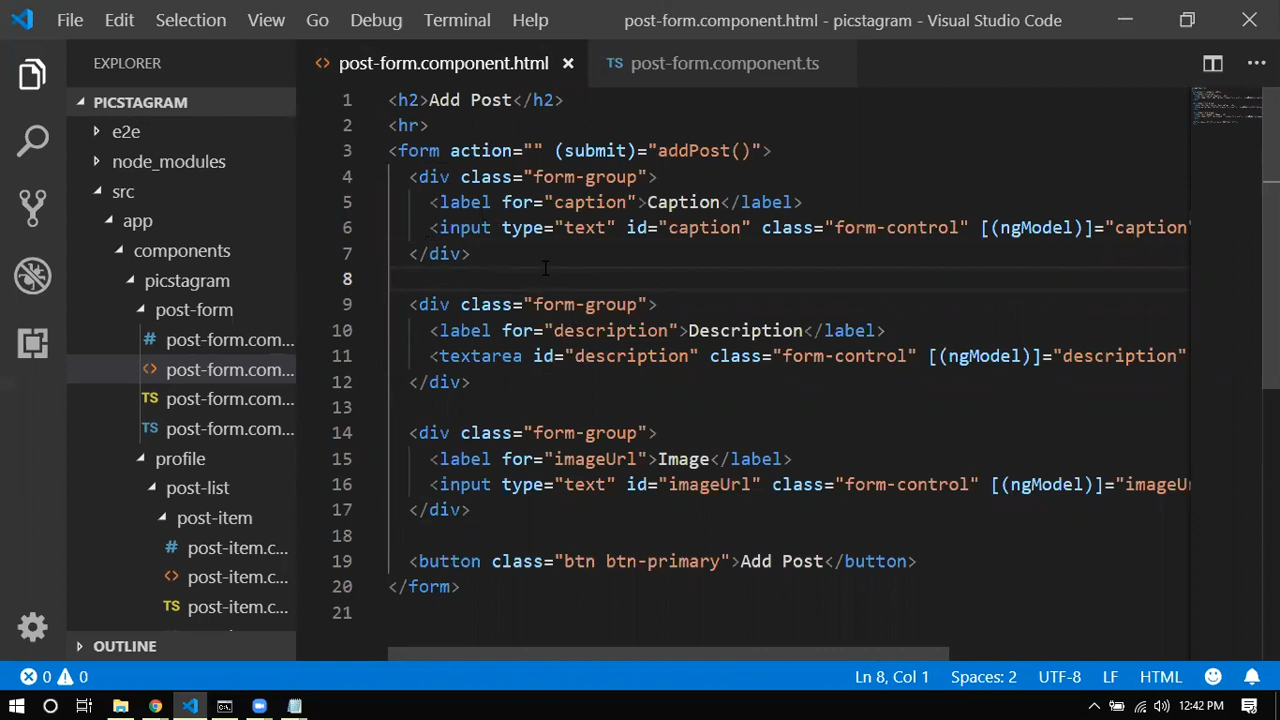 File Edit Selection View Go Debug Terminal Help post-form.component.html - picstagram - Visual Studio Code
EXPLORER
post-form.component.html
TS post-form.component.ts
PICSTAGRAM
e2e
node_modules
src
app
components
picstagram
post-form
# post-form.com...
<> post-form.com...
TS post-form.com...
TS post-form.com...
profile
post-list
post-item
# post-item.c...
<> post-item.c...
TS post-item.c...
OUTLINE
1 <h2>Add Post</h2>
2 <hr>
3 <form action="" (submit)="addPost()">
4 <div class="form-group">
5 <label for="caption">Caption</label>
6 <input type="text" id="caption" class="form-control" [(ngModel)]="caption"
7 </div>
8
9 <div class="form-group">
10 <label for="description">Description</label>
11 <textarea id="description" class="form-control" [(ngModel)]="description"
12 </div>
13
14 <div class="form-group">
15 <label for="imageUrl">Image</label>
16 <input type="text" id="imageUrl" class="form-control" [(ngModel)]="imageU
17 </div>
18
19 <button class="btn btn-primary">Add Post</button>
20 </form>
21
0 0 Ln 8, Col 1 Spaces: 2 UTF-8 LF HTML
12:42 PM